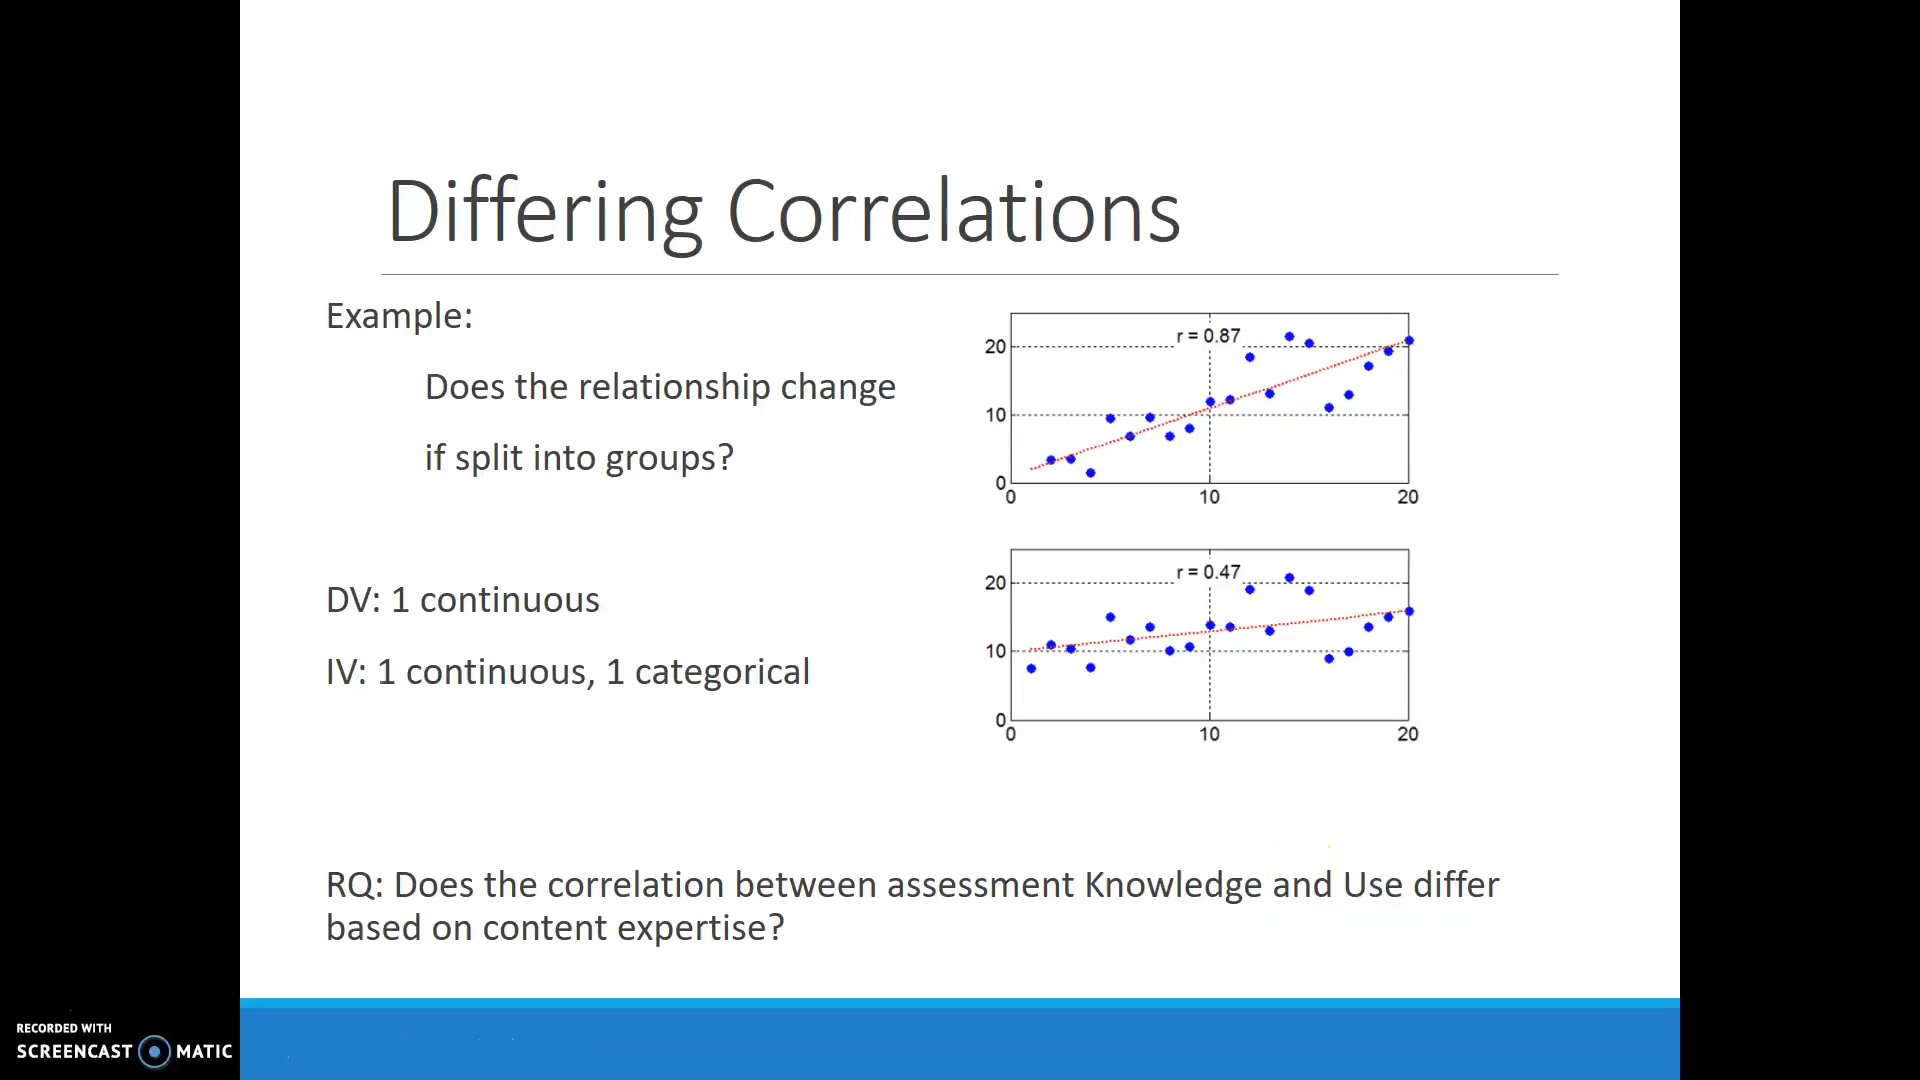 Differing Correlations
Example:
Does the relationship change
if split into groups?
DV: 1 continuous
IV: 1 continuous, 1 categorical
r = 0.87
20
10
0
0 10 20
r = 0.47
20
10
0
0 10 20
RQ: Does the correlation between assessment Knowledge and Use differ
based on content expertise?
RECORDED WITH
SCREENCAST MATIC